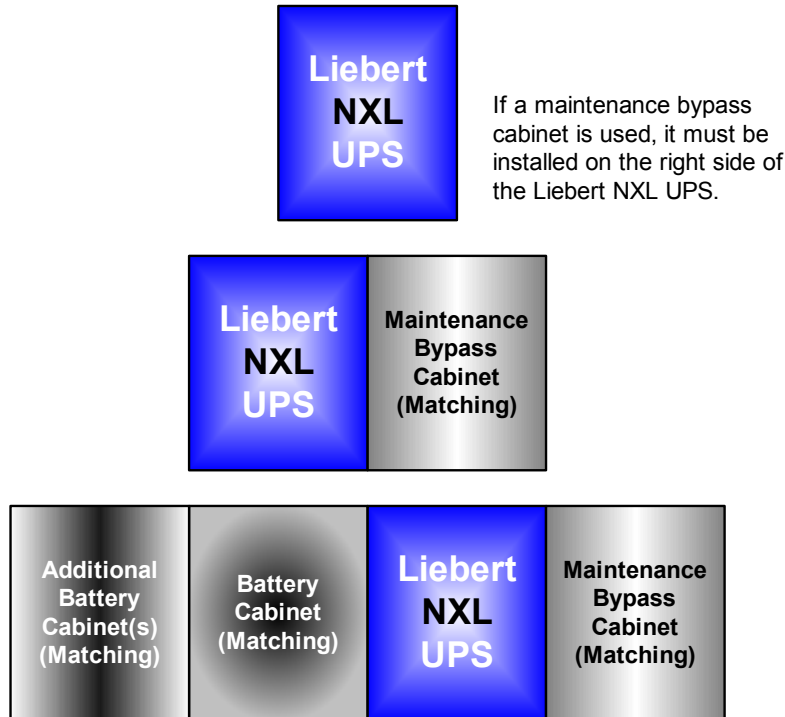 Liebert
NXL
UPS
If a maintenance bypass
cabinet is used, it must be
installed on the right side of
the Liebert NXL UPS.
Liebert
NXL
UPS
Maintenance
Bypass
Cabinet
(Matching)
Additional
Battery
Cabinet(s)
(Matching)
Battery
Cabinet
(Matching)
Liebert
NXL
UPS
Maintenance
Bypass
Cabinet
(Matching)